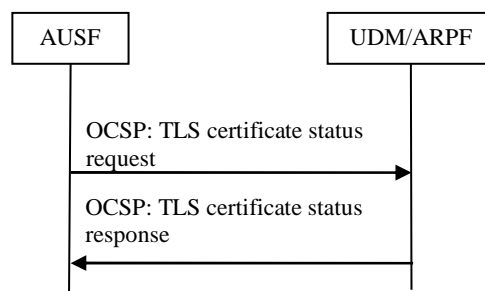 AUSF
UDM/ARPF
OCSP: TLS certificate status
request
OCSP: TLS certificate status
response